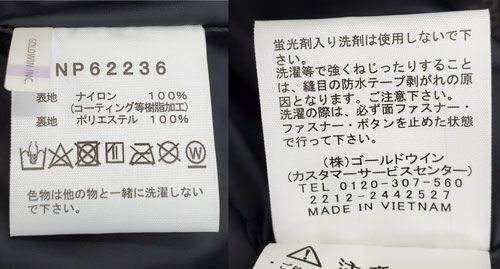 GOLDWIN INC.
NP62236
表地 ナイロン 100%
(コーティング等樹脂加工)
裏地 ポリエステル 100%
色物は他の物と一緒に洗濯しない
で下さい。
蛍光剤入り洗剤は使用しないで下
さい。
洗濯等で強くねじったりすること
は、縫目の防水テープ剥がれの原
因となります。ご注意下さい。
洗濯の際は、必ず面ファスナー・
ファスナー・ボタンを止めた状態
で行って下さい。
(株)ゴールドウイン
(カスタマーサービスセンター)
TEL 0120-307-560
2212-2442527
MADE IN VIETNAM